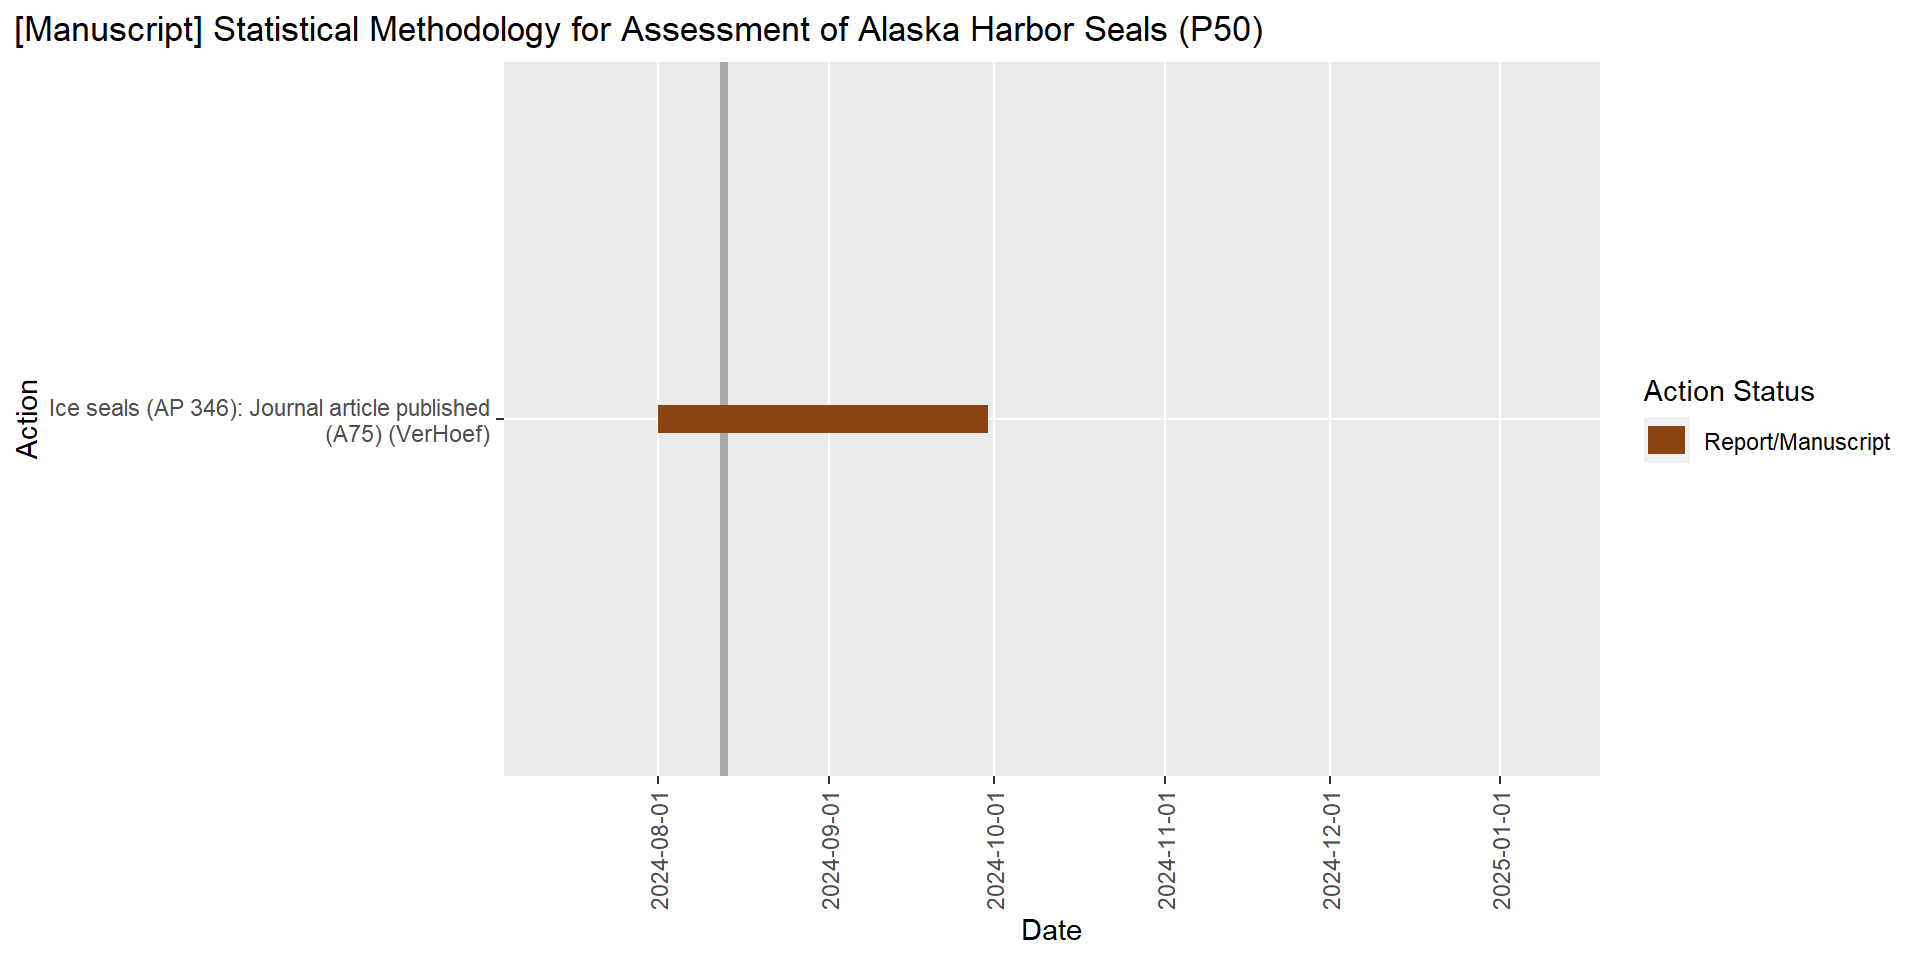 [Manuscript] Statistical Methodology for Assessment of Alaska Harbor Seals (P50)
Action
Ice seals (AP 346): Journal article published
(A75) (VerHoef)
2024-08-01
2024-09-01
2024-10-01
2024-11-01
2024-12-01
2025-01-01
Date
Action Status
Report/Manuscript